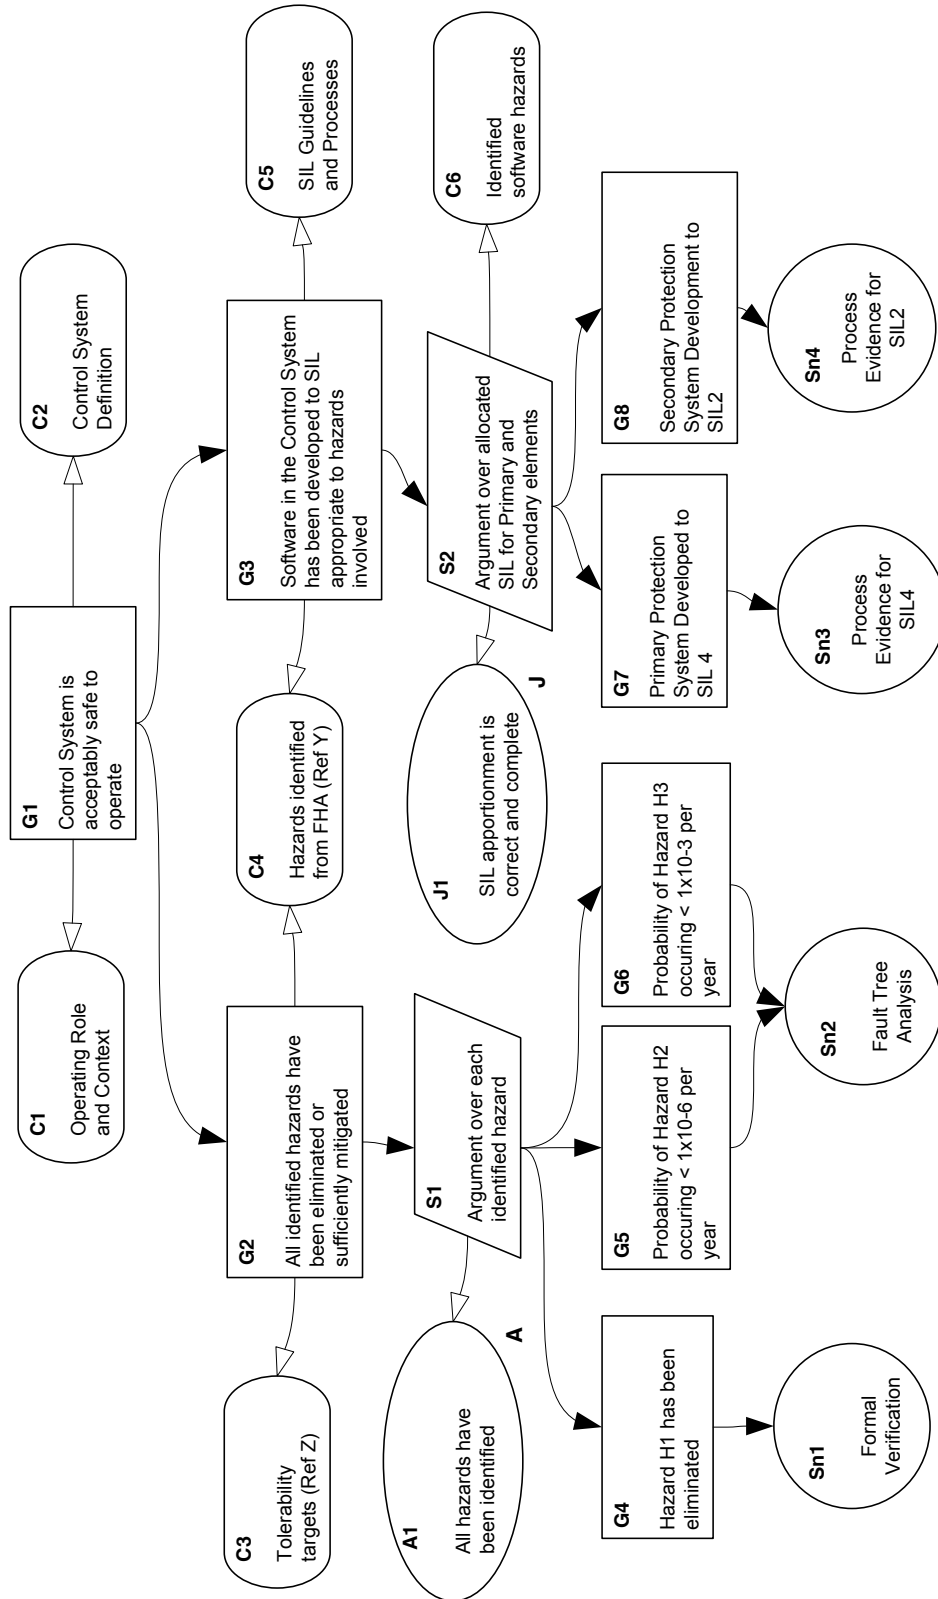 C1
Operating Role
and Context
G1
Control System is
acceptably safe to
operate
C2
Control System
Definition
C3
Tolerability
targets (Ref Z)
G2
All identified hazards have
been eliminated or
sufficiently mitigated
C4
Hazards identified
from FHA (Ref Y)
G3
Software in the Control System
has been developed to SIL
appropriate to hazards
involved
C5
SIL Guidelines
and Processes
A1
All hazards have
been identified
A
S1
Argument over each
identified hazard
J1
SIL apportionment is
correct and complete
J
S2
Argument over allocated
SIL for Primary and
Secondary elements
C6
Identified
software hazards
G4
Hazard H1 has been
eliminated
G5
Probability of Hazard H2
occuring < 1x10-6 per
year
G6
Probability of Hazard H3
occuring < 1x10-3 per
year
G7
Primary Protection
System Developed to
SIL 4
G8
Secondary Protection
System Development to
SIL2
Sn1
Formal
Verification
Sn2
Fault Tree
Analysis
Sn3
Process
Evidence for
SIL4
Sn4
Process
Evidence for
SIL2